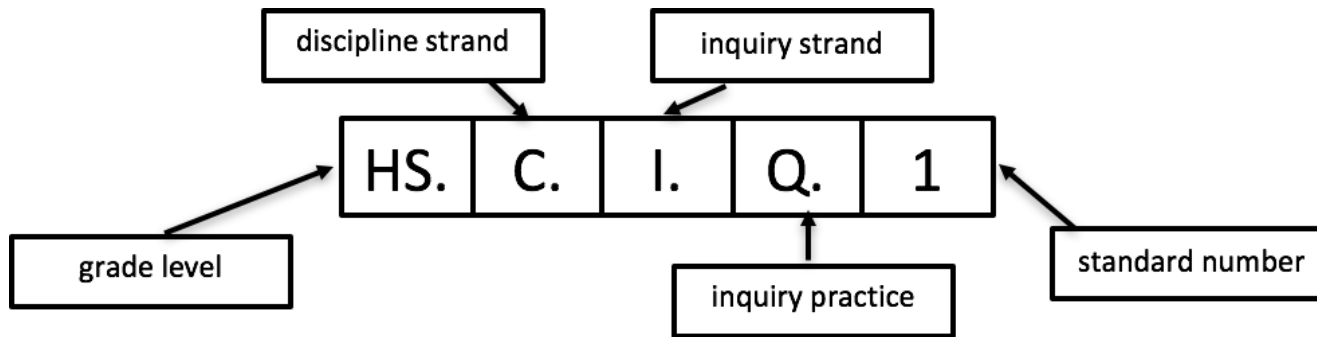 discipline strand
inquiry strand
HS. C. I. Q. 1
grade level
inquiry practice
standard number